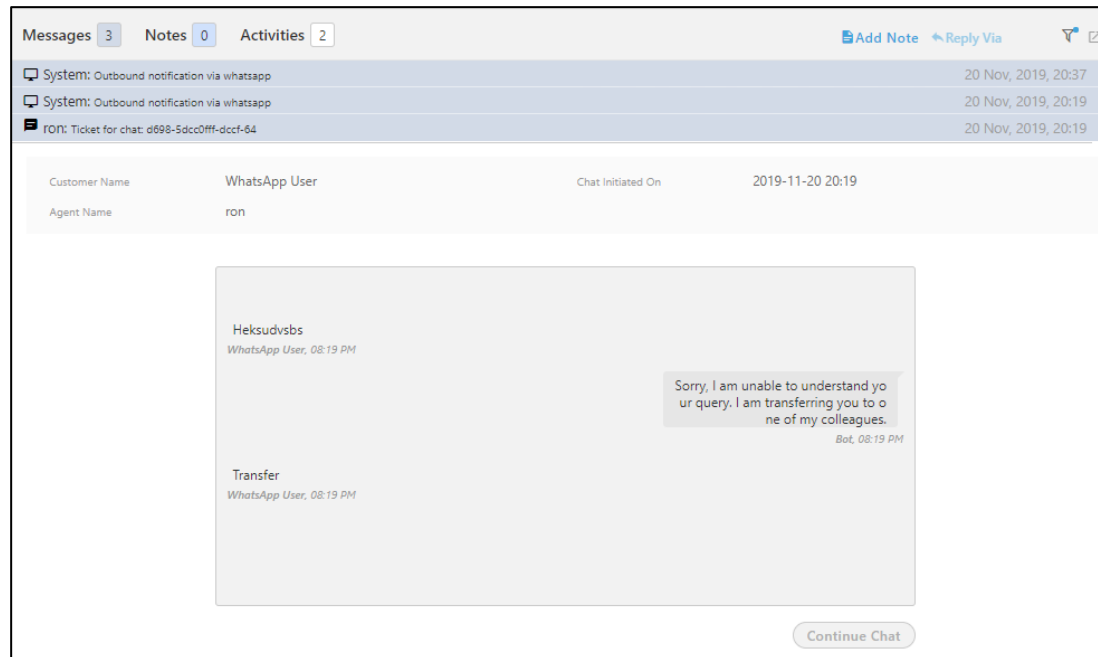 Messages 3 Notes 0 Activities 2 Add Note Reply Via
System: Outbound notification via whatsapp 20 Nov, 2019, 20:37
System: Outbound notification via whatsapp 20 Nov, 2019, 20:19
ron: Ticket for chat: d698-5dcc0fff-dccf-64 20 Nov, 2019, 20:19
Customer Name WhatsApp User Chat Initiated On 2019-11-20 20:19
Agent Name ron
Heksudvsbs
WhatsApp User, 08:19 PM
Sorry, I am unable to understand yo
ur query. I am transferring you to o
ne of my colleagues.
Bot, 08:19 PM
Transfer
WhatsApp User, 08:19 PM
Continue Chat